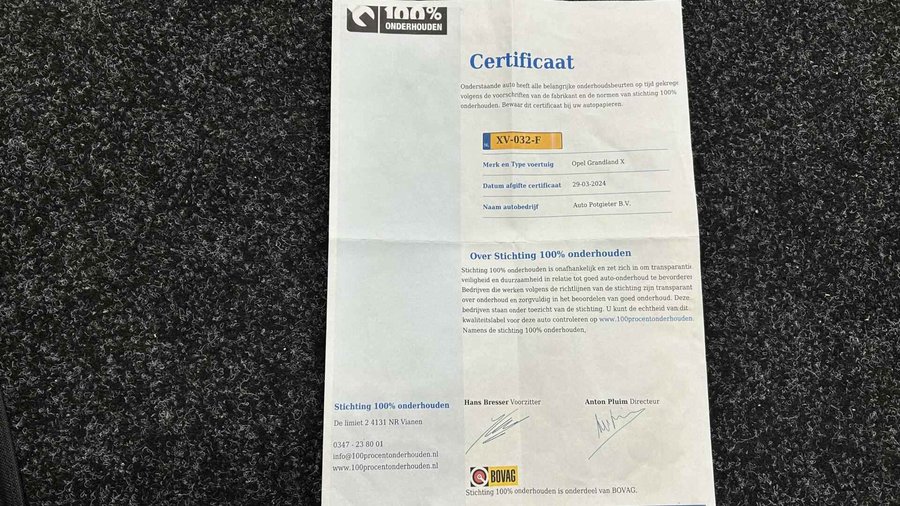 100%
ONDERHOUDEN
Certificaat
Onderstaande auto heeft alle belangrijke onderhoudsbeurten op tijd gekrege
volgens de voorschriften van de fabrikant en de normen van stichting 100%
onderhouden. Bewaar dit certificaat bij uw autopapieren.
NL XV-032-F
Merk en Type voertuig Opel Grandland X
Datum afgifte certificaat 29-03-2024
Naam autobedrijf Auto Potgieter B.V.
Over Stichting 100% onderhouden
Stichting 100% onderhouden is onafhankelijk en zet zich in om transparantie
veiligheid en duurzaamheid in relatie tot goed auto-onderhoud te bevorderen
Bedrijven die werken volgens de richtlijnen van de stichting zijn transparant
over onderhoud en zorgvuldig in het beoordelen van goed onderhoud. Deze
bedrijven staan onder toezicht van de stichting. U kunt de echtheid van dit
kwaliteitslabel voor deze auto controleren op www.100procentonderhouden.
Namens de stichting 100% onderhouden,
Hans Bresser Voorzitter
Anton Pluim Directeur
Stichting 100% onderhouden
De limiet 2 4131 NR Vianen
0347 - 23 80 01
info@100procentonderhouden.nl
www.100procentonderhouden.nl
BOVAG
Stichting 100% onderhouden is onderdeel van BOVAG.